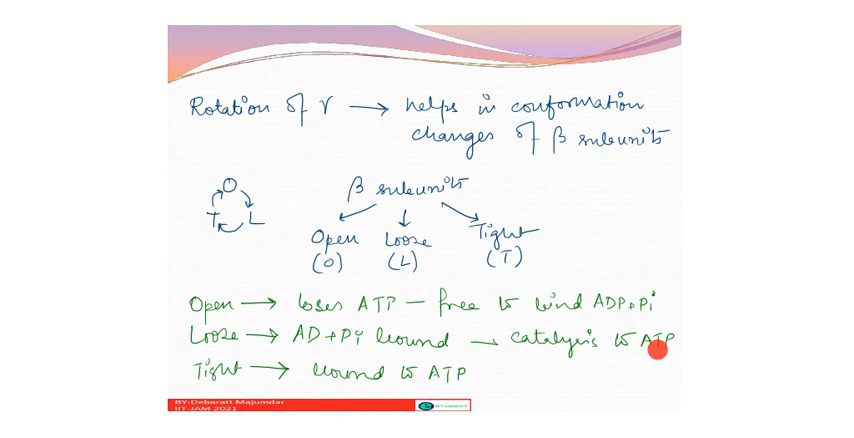 Rotation of γ → helps in conformation
changes of β subunits
O
T L
β subunits
Open Loose Tight
(O) (L) (T)
Open → loses ATP – free to bind ADP + Pi
Loose → AD + Pi bound → catalysis to ATP
Tight → bound to ATP
BY:Debarati Majumdar
IIT-JAM 2021